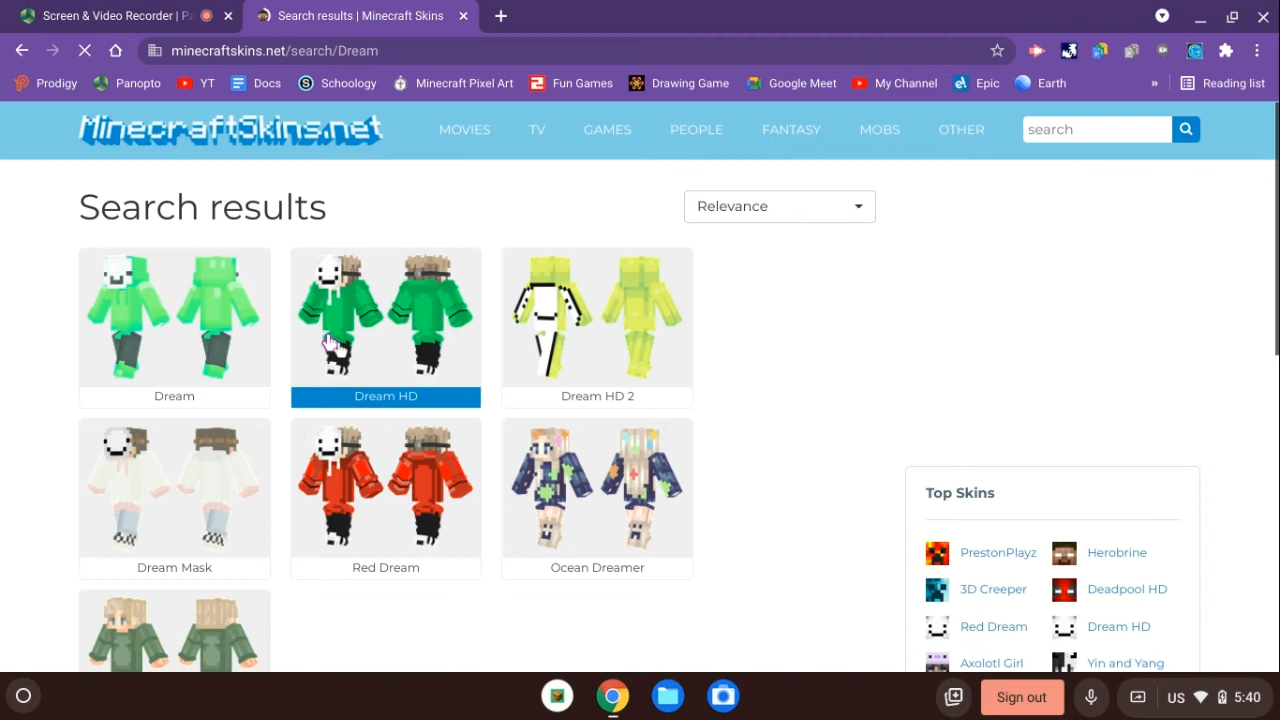 Screen & Video Recorder | Pa
Search results | Minecraft Skins
minecraftskins.net/search/Dream
Prodigy
Panopto
YT
Docs
Schoology
Minecraft Pixel Art
Fun Games
Drawing Game
Google Meet
My Channel
Epic
Earth
»
Reading list
MinecraftSkins.net
MOVIES
TV
GAMES
PEOPLE
FANTASY
MOBS
OTHER
search
Search results
Relevance
Dream
Dream HD
Dream HD 2
Dream Mask
Red Dream
Ocean Dreamer
Top Skins
PrestonPlayz
Herobrine
3D Creeper
Deadpool HD
Red Dream
Dream HD
Axolotl Girl
Yin and Yang
Sign out
US
5:40